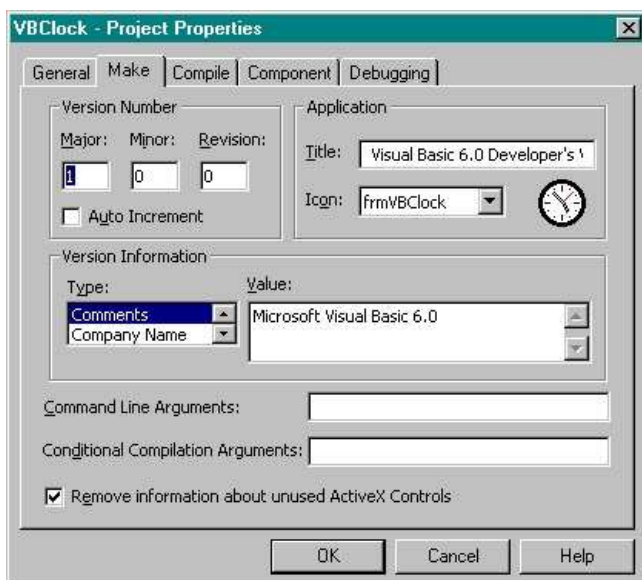 VBClock - Project Properties
General Make Compile Component Debugging
Version Number
Major: Minor: Revision:
1 0 0
Auto Increment
Application
Title: Visual Basic 6.0 Developer's
Icon: frmVBClock
Version Information
Type: Value:
Comments
Company Name
Microsoft Visual Basic 6.0
Command Line Arguments:
Conditional Compilation Arguments:
Remove information about unused ActiveX Controls
OK Cancel Help